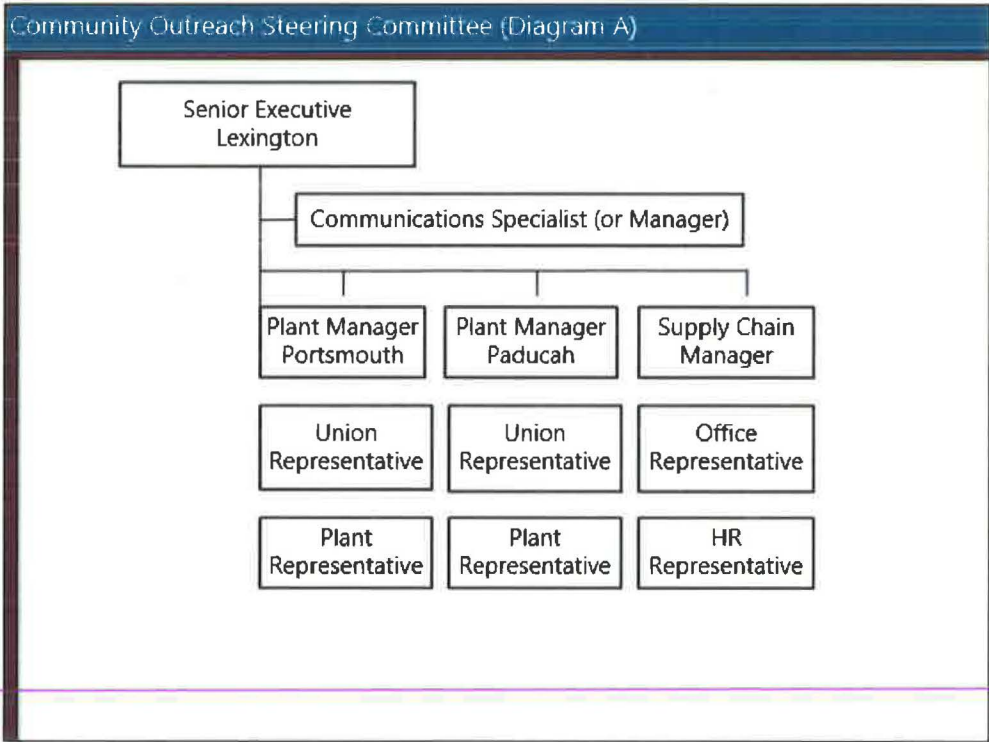 Community Outreach Steering Committee (Diagram A)
Senior Executive
Lexington
Communications Specialist (or Manager)
Plant Manager
Portsmouth
Plant Manager
Paducah
Supply Chain
Manager
Union
Representative
Union
Representative
Office
Representative
Plant
Representative
Plant
Representative
HR
Representative